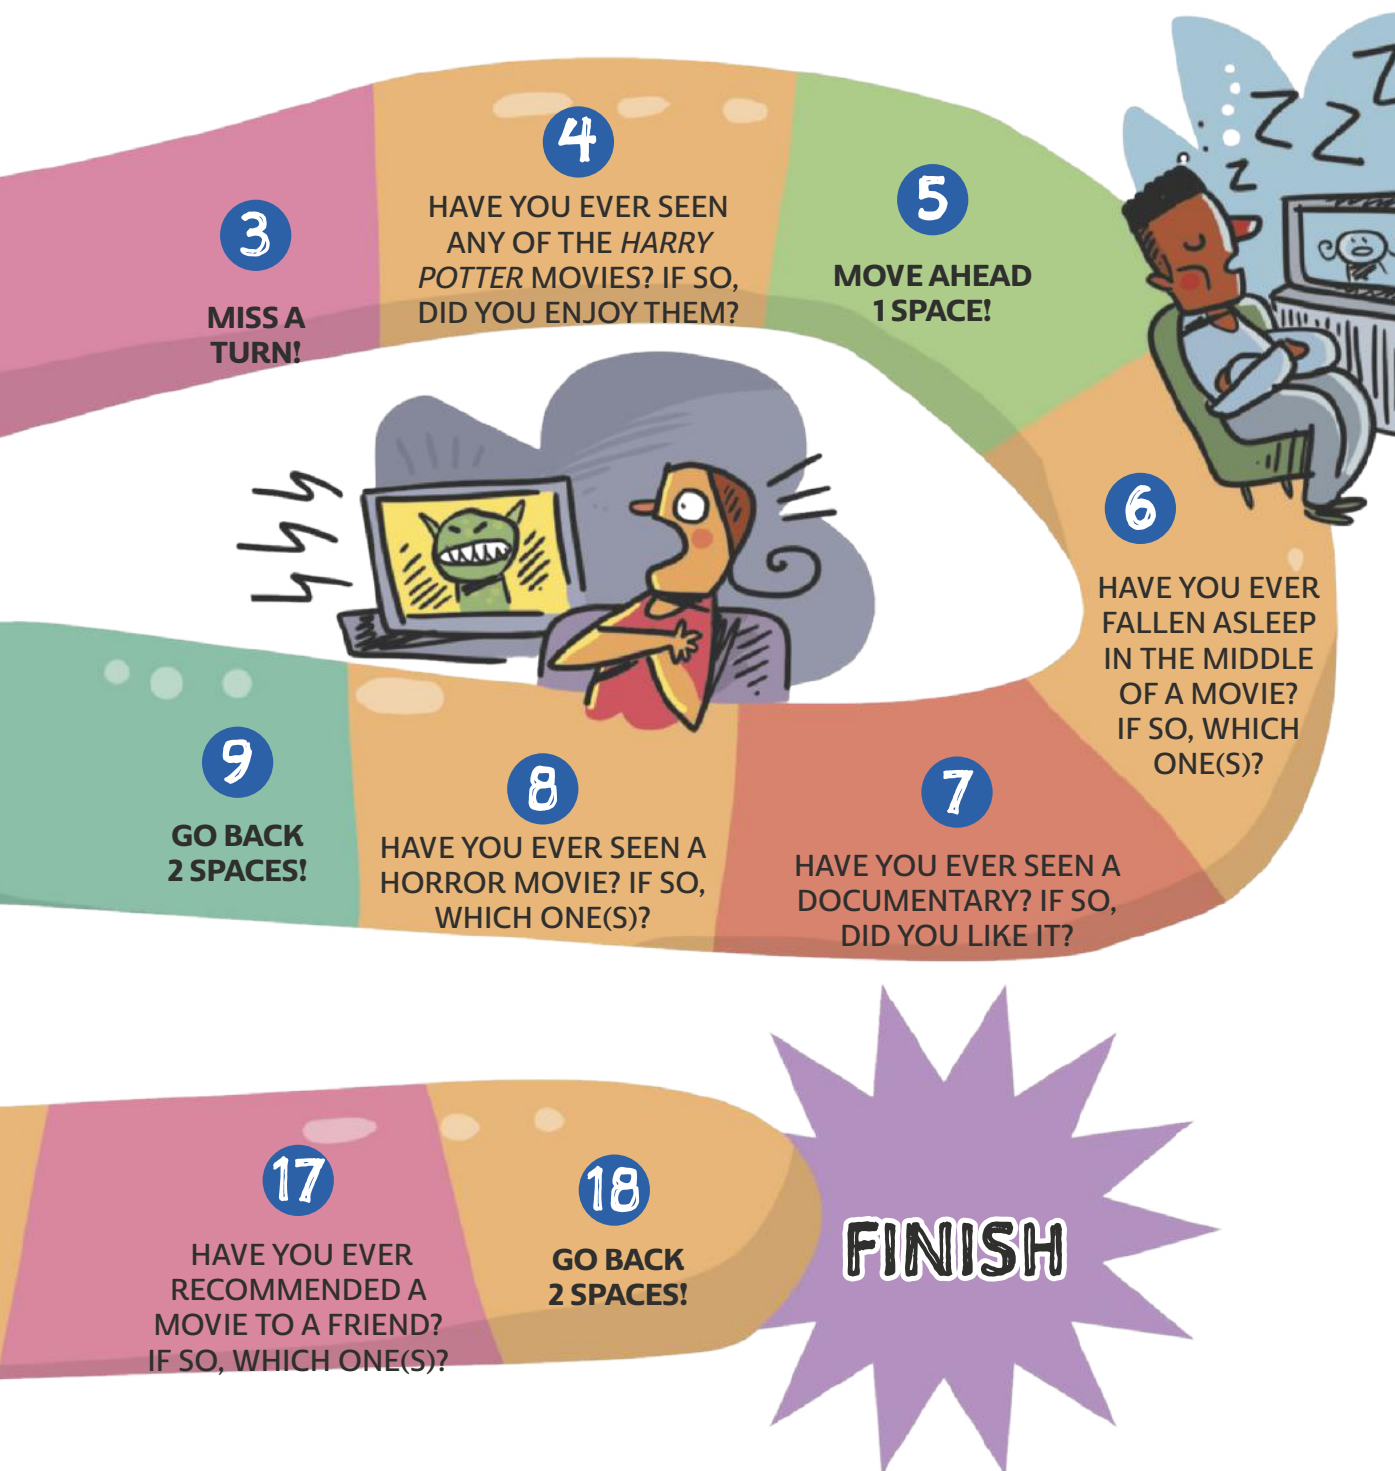 3
MISS A
TURN!
4
HAVE YOU EVER SEEN
ANY OF THE HARRY
POTTER MOVIES? IF SO,
DID YOU ENJOY THEM?
5
MOVE AHEAD
1 SPACE!
Z Z Z Z
6
HAVE YOU EVER
FALLEN ASLEEP
IN THE MIDDLE
OF A MOVIE?
IF SO, WHICH
ONE(S)?
7
HAVE YOU EVER SEEN A
DOCUMENTARY? IF SO,
DID YOU LIKE IT?
8
HAVE YOU EVER SEEN A
HORROR MOVIE? IF SO,
WHICH ONE(S)?
9
GO BACK
2 SPACES!
17
HAVE YOU EVER
RECOMMENDED A
MOVIE TO A FRIEND?
IF SO, WHICH ONE(S)?
18
GO BACK
2 SPACES!
FINISH